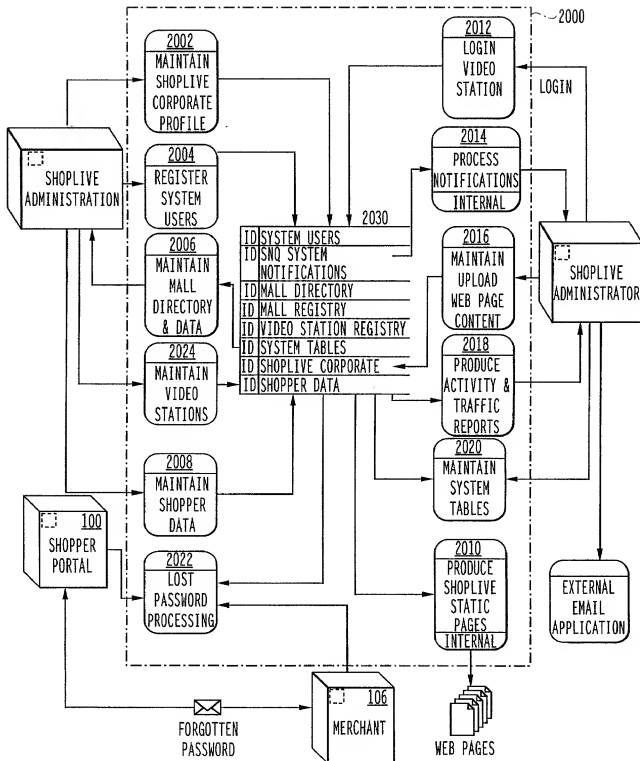 2000
2002
MAINTAIN
SHOPLIVE
CORPORATE
PROFILE
2012
LOGIN
VIDEO
STATION
LOGIN
SHOPLIVE
ADMINISTRATION
2004
REGISTER
SYSTEM
USERS
2014
PROCESS
NOTIFICATIONS
INTERNAL
2030
ID SYSTEM USERS
ID SNQ SYSTEM
NOTIFICATIONS
ID MALL DIRECTORY
ID MALL REGISTRY
ID VIDEO STATION REGISTRY
ID SYSTEM TABLES
ID SHOPLIVE CORPORATE
ID SHOPPER DATA
2006
MAINTAIN
MALL
DIRECTORY
& DATA
2016
MAINTAIN
UPLOAD
WEB PAGE
CONTENT
SHOPLIVE
ADMINISTRATOR
2024
MAINTAIN
VIDEO
STATIONS
2018
PRODUCE
ACTIVITY &
TRAFFIC
REPORTS
2008
MAINTAIN
SHOPPER
DATA
2020
MAINTAIN
SYSTEM
TABLES
100
SHOPPER
PORTAL
2022
LOST
PASSWORD
PROCESSING
2010
PRODUCE
SHOPLIVE
STATIC
PAGES
INTERNAL
EXTERNAL
EMAIL
APPLICATION
FORGOTTEN
PASSWORD
106
MERCHANT
WEB PAGES